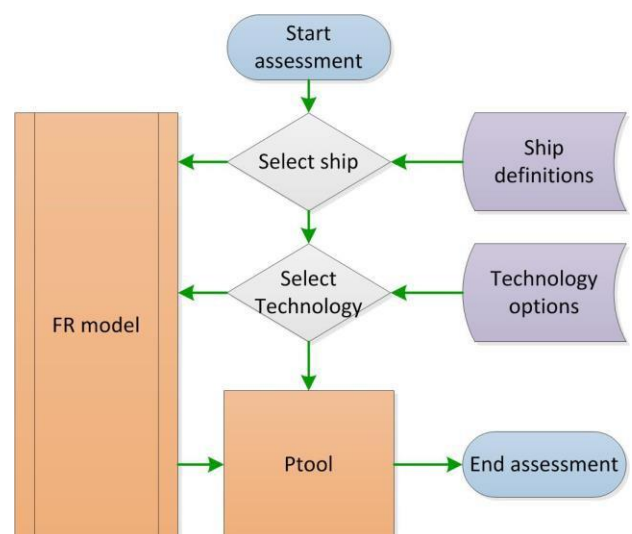 Start
assessment
Select ship
Ship
definitions
Select
Technology
Technology
options
FR model
Ptool
End assessment